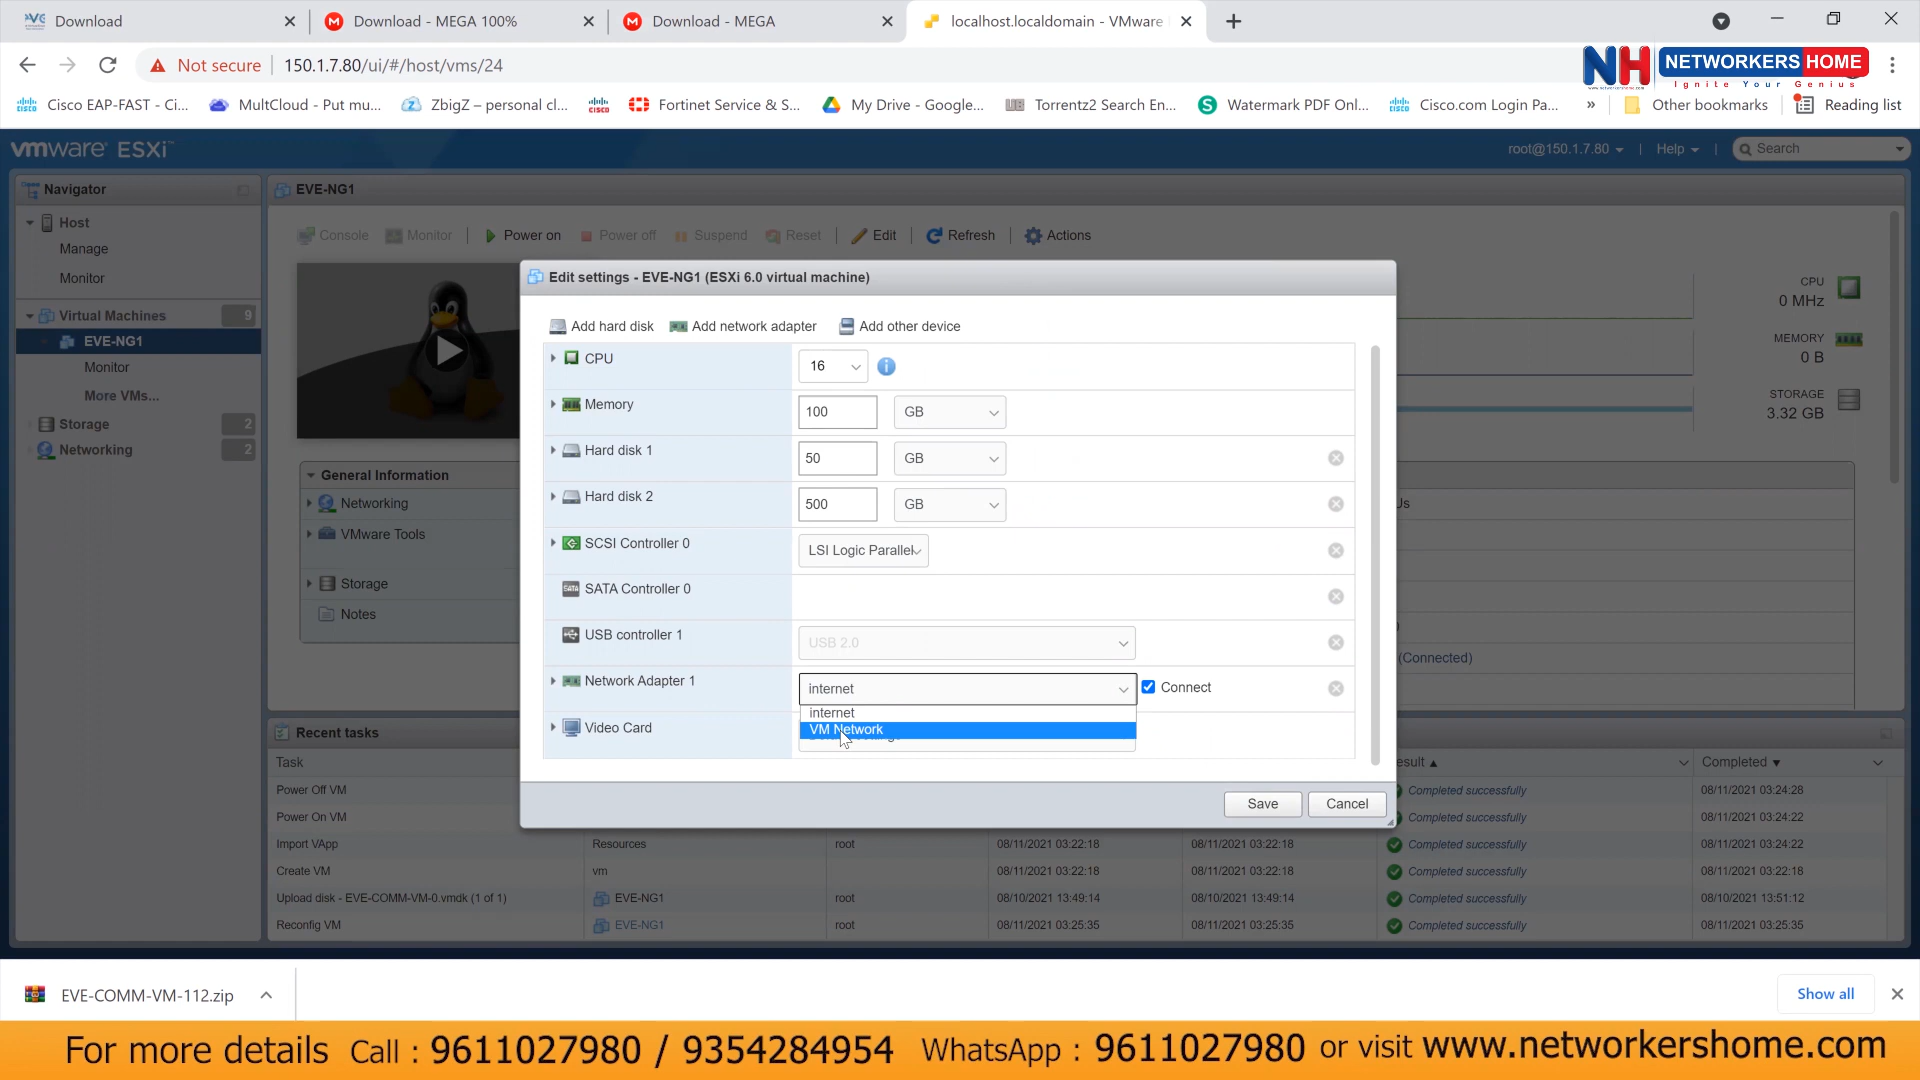 Download
Download - MEGA 100%
Download - MEGA
localhost.localdomain - VMware
Not secure
150.1.7.80/ui/#/host/vms/24
NH NETWORKERS HOME
Ignite Your Genius
www.networkershome.com
Cisco EAP-FAST - Ci...
MultCloud - Put mu...
ZbigZ – personal cl...
Fortinet Service & S...
My Drive - Google...
Torrentz2 Search En...
Watermark PDF Onl...
Cisco.com Login Pa...
»
Other bookmarks
Reading list
vmware ESXi™
root@150.1.7.80
Help
Search
Navigator
EVE-NG1
Host
Manage
Monitor
Virtual Machines 9
EVE-NG1
Monitor
More VMs...
Storage 2
Networking 2
Console
Monitor
Power on
Power off
Suspend
Reset
Edit
Refresh
Actions
CPU
0 MHz
MEMORY
0 B
STORAGE
3.32 GB
General Information
Networking
VMware Tools
Storage
Notes
(Connected)
Edit settings - EVE-NG1 (ESXi 6.0 virtual machine)
Add hard disk
Add network adapter
Add other device
CPU 16
Memory 100 GB
Hard disk 1 50 GB
Hard disk 2 500 GB
SCSI Controller 0 LSI Logic Parallel
SATA Controller 0
USB controller 1 USB 2.0
Network Adapter 1 internet Connect
internet
VM Network
Video Card
Save
Cancel
Recent tasks
Task
Completed ▼
Power Off VM Completed successfully 08/11/2021 03:24:28
Power On VM Completed successfully 08/11/2021 03:24:22
Import VApp Resources root 08/11/2021 03:22:18 08/11/2021 03:22:18 Completed successfully 08/11/2021 03:24:22
Create VM vm 08/11/2021 03:22:18 08/11/2021 03:22:18 Completed successfully 08/11/2021 03:22:18
Upload disk - EVE-COMM-VM-0.vmdk (1 of 1) EVE-NG1 root 08/10/2021 13:49:14 08/10/2021 13:49:14 Completed successfully 08/10/2021 13:51:12
Reconfig VM EVE-NG1 root 08/11/2021 03:25:35 08/11/2021 03:25:35 Completed successfully 08/11/2021 03:25:35
EVE-COMM-VM-112.zip
Show all
For more details Call : 9611027980 / 9354284954 WhatsApp : 9611027980 or visit www.networkershome.com